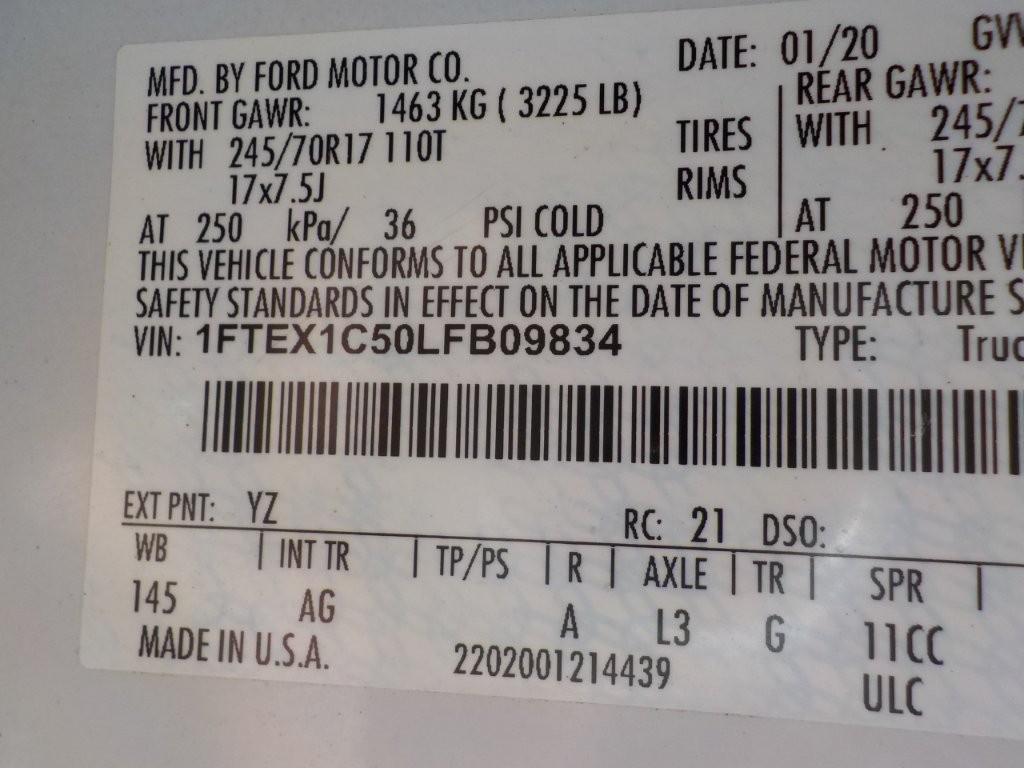 MFD. BY FORD MOTOR CO. DATE: 01/20
FRONT GAWR: 1463 KG ( 3225 LB) REAR GAWR:
WITH 245/70R17 110T TIRES WITH
17x7.5J RIMS
AT 250 kPa/ 36 PSI COLD AT 250
THIS VEHICLE CONFORMS TO ALL APPLICABLE FEDERAL MOTOR
SAFETY STANDARDS IN EFFECT ON THE DATE OF MANUFACTURE
VIN: 1FTEX1C50LFB09834 TYPE:
EXT PNT: YZ RC: 21 DSO:
WB | INT TR | TP/PS | R | AXLE | TR | SPR |
145 AG A L3 G 11CC
MADE IN U.S.A. 2202001214439 ULC